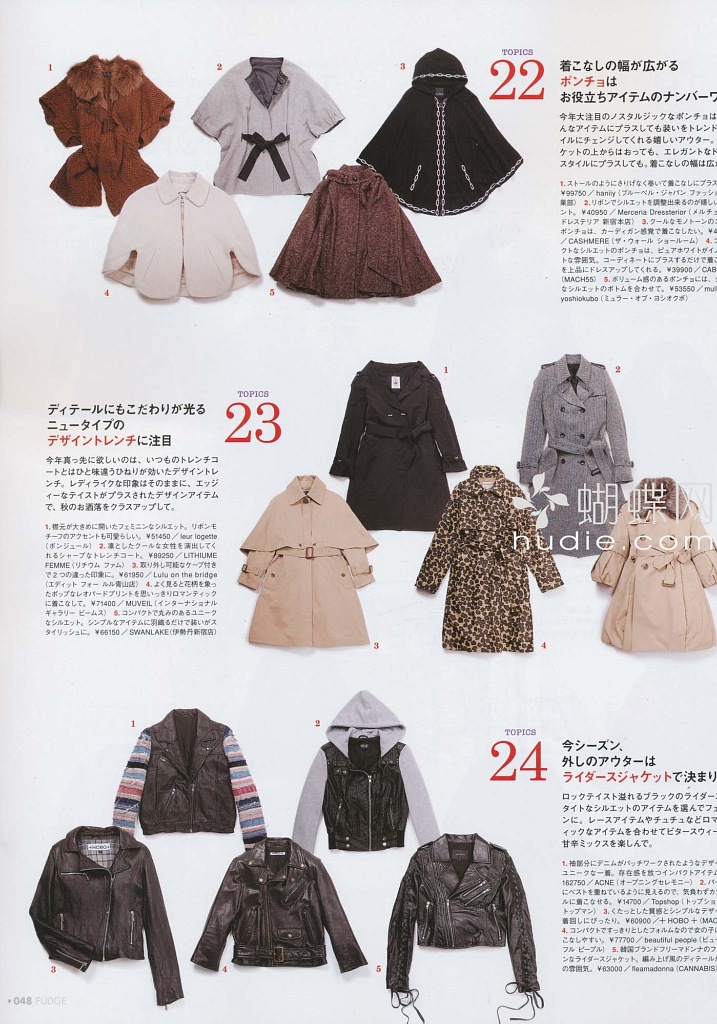 TOPICS
22
着こなしの幅が広がる
ポンチョは
お役立ちアイテムのナンバーワ
今年大注目のノスタルジックなポンチョは
んなアイテムにプラスしても装いをトレンド
イルにチェンジしてくれる嬉しいアウター。
ケットの上からはおっても、エレガントなド
スタイルにプラスしても。着こなしの幅は広が
1. ストールのようにさりげなく巻いて着こなしにプラス
¥99750／haniiy（ブルーベル・ジャパン ファッショ
業部） 2. リボンでシルエットを調整出来るのが嬉しい
ント。¥40950／Merceria Dressterior（メルチェ
ドレステリア 新宿本店） 3. クールなモノトーンの
ポンチョは、カーディガン感覚で着こなしたい。¥4
／CASHMERE（ザ・ウォール ショールーム） 4.
クトなシルエットのポンチョは、ピュアホワイトがイノ
トな雰囲気。コーディネートにプラスするだけで着こ
を上品にドレスアップしてくれる。¥39900／CAB
（MACH55） 5. ボリューム感のあるポンチョには、
なシルエットのボトムを合わせて。¥53550／mul
yoshiokubo（ミュラー・オブ・ヨシオクボ）
1
2
3
4
5
TOPICS
23
ディテールにもこだわりが光る
ニュータイプの
デザイントレンチに注目
今年真っ先に欲しいのは、いつものトレンチコ
ートとはひと味違うひねりが効いたデザイントレ
ンチ。レディライクな印象はそのままに、エッジ
ィーなテイストがプラスされたデザインアイテム
で、秋のお洒落をクラスアップして。
1. 襟元が大きめに開いたフェミニンなシルエット。リボンモ
チーフのアクセントも可愛らしい。¥51450／leur logette
（ボンジュール） 2. 凛としたクールな女性を演出してく
れるシャープなトレンチコート。¥89250／LITHIUME
FEMME（リチウム ファム） 3. 取り外し可能なケープ付き
で2つの違った印象に。¥61950／Lulu on the bridge
（エディット フォー ルル青山店） 4. よく見ると花柄を象っ
たポップなレオパードプリントを思いっきりロマンティック
に着こなして。¥71400／MUVEIL（インターナショナル
ギャラリー ビームス） 5. コンパクトで丸みのあるユニーク
なシルエット。シンプルなアイテムに羽織るだけで装いがス
タイリッシュに。¥66150／SWANLAKE（伊勢丹新宿店）
1
2
3
4
蝴蝶网
hudie.com
TOPICS
24
今シーズン、
外しのアウターは
ライダースジャケットで決まり
ロックテイスト溢れるブラックのライダース
タイトなシルエットのアイテムを選んでフェ
ンに。レースアイテムやチュチュなどロマ
ィックなアイテムを合わせてビタースウィー
甘辛ミックスを楽しんで。
1. 袖部分にデニムがパッチワークされたようなデザイ
ユニークな一着。存在感を放つインパクトアイテム
162750／ACNE（オープニングセレモニー） 2. パー
にベストを重ねているように見えるので、気負わずカジ
ルに着こなせる。¥14700／Topshop（トップショッ
トップマン） 3. くたっとした質感とシンプルなデザイ
着回しにぴったり。¥60900／＋HOBO＋（MAC
4. コンパクトですっきりとしたフォルムなので女の子に
こなしやすい。¥77700／beautiful people（ビュー
フル ピープル） 5. 韓国ブランドフリーマドンナのフ
ンなライダースジャケット。編み上げ風のディテールが
の雰囲気。¥63000／fleamadonna（CANNABIS）
1
2
3
4
5
+HOBO+
048 FUDGE